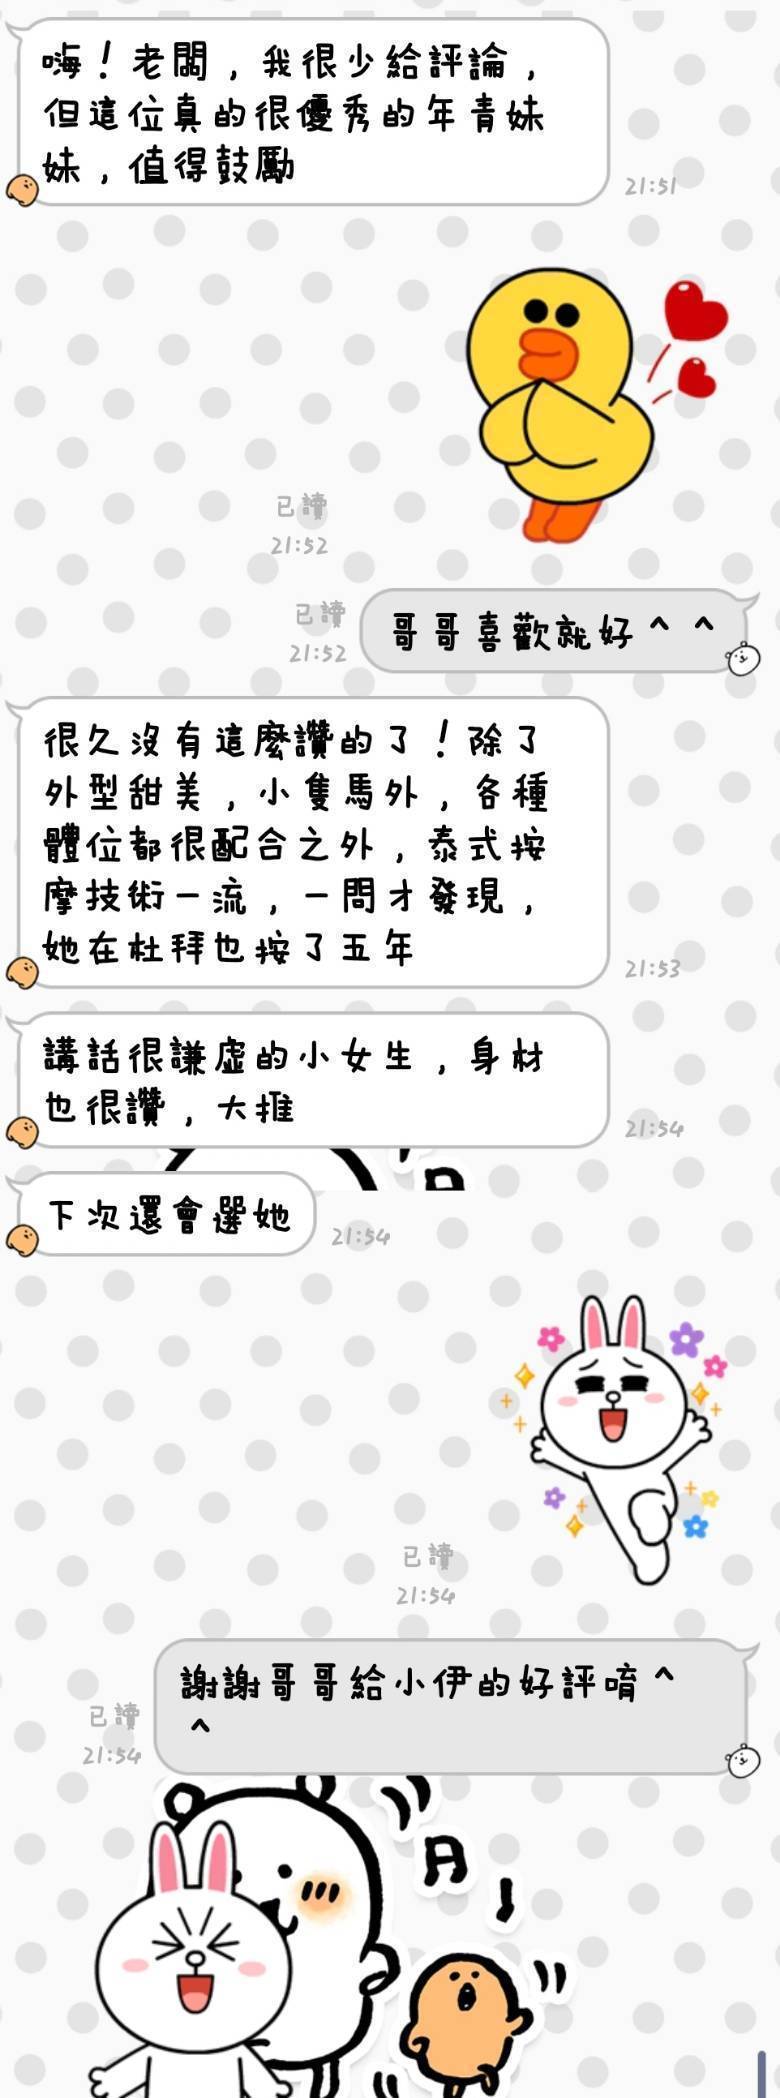 嗨！老闆，我很少給評論，
但這位真的很優秀的年青妹
妹，值得鼓勵
21:51
已讀
21:52
已讀
21:52
哥哥喜歡就好^ ^
很久沒有這麼讚的了！除了
外型甜美，小隻馬外，各種
體位都很配合之外，泰式按
摩技術一流，一問才發現，
她在杜拜也按了五年
21:53
講話很謙虛的小女生，身材
也很讚，大推
21:54
下次還會選她
21:54
已讀
21:54
謝謝哥哥給小伊的好評唷^
^
已讀
21:54